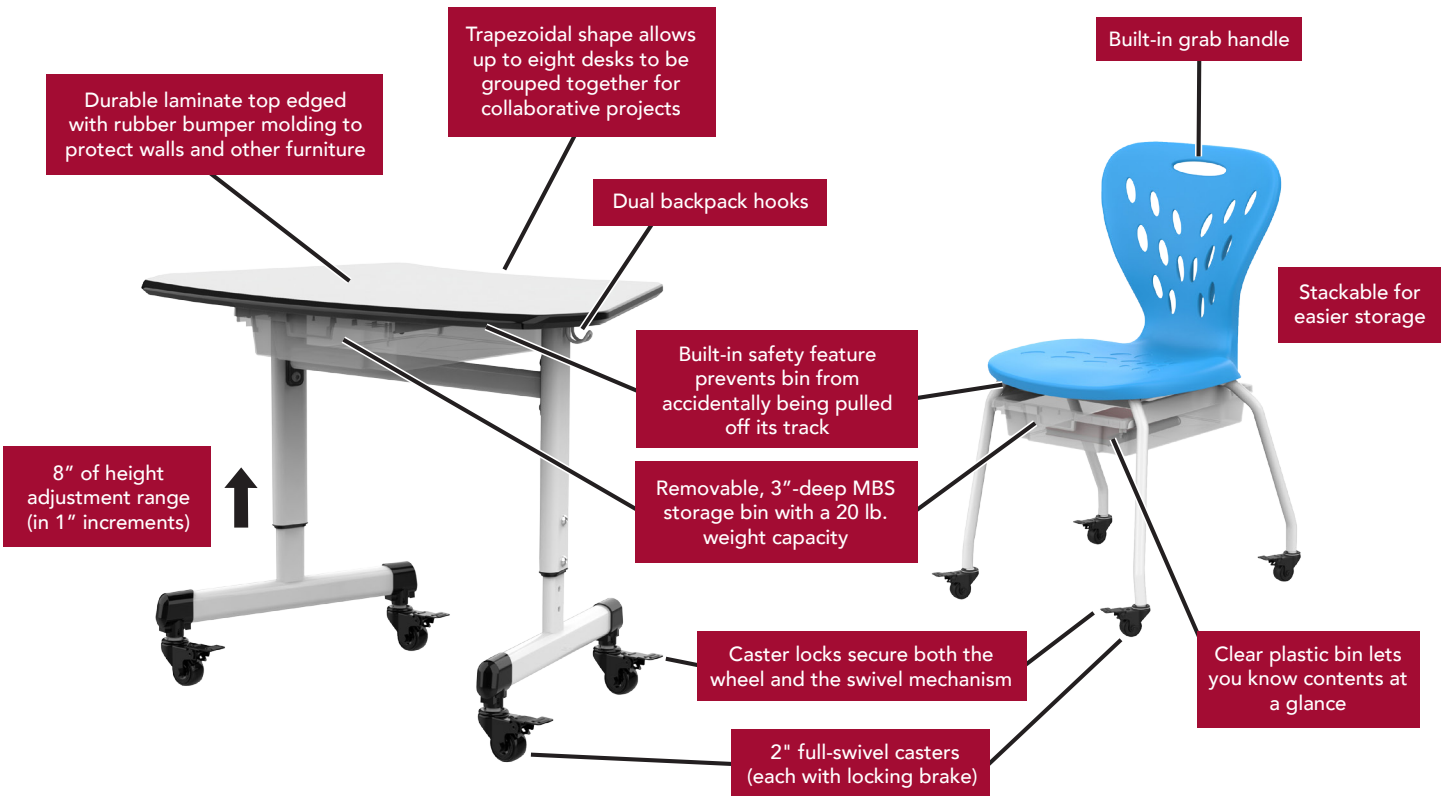 Trapezoidal shape allows
up to eight desks to be
grouped together for
collaborative projects
Built-in grab handle
Durable laminate top edged
with rubber bumper molding to
protect walls and other furniture
Dual backpack hooks
Stackable for
easier storage
Built-in safety feature
prevents bin from
accidentally being pulled
off its track
8” of height
adjustment range
(in 1” increments)
Removable, 3”-deep MBS
storage bin with a 20 lb.
weight capacity
Caster locks secure both the
wheel and the swivel mechanism
Clear plastic bin lets
you know contents at
a glance
2" full-swivel casters
(each with locking brake)